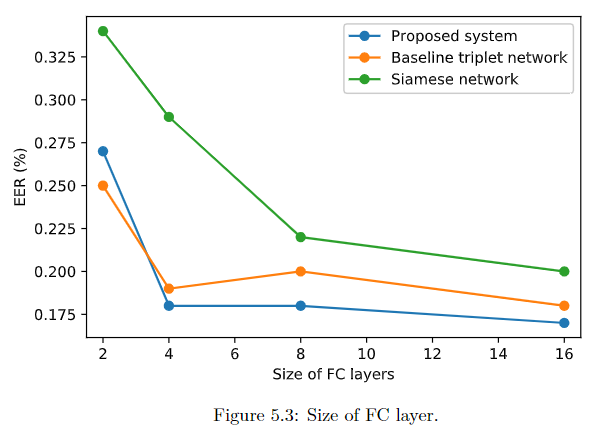 Proposed system
Baseline triplet network
Siamese network
EER (%)
0.325
0.300
0.275
0.250
0.225
0.200
0.175
2 4 6 8 10 12 14 16
Size of FC layers
Figure 5.3: Size of FC layer.